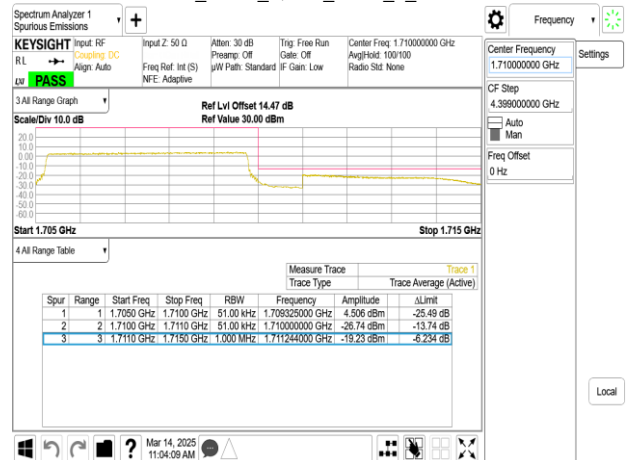 Spectrum Analyzer 1
Spurious Emissions
Frequency
KEYSIGHT Input: RF Input Z: 50 Ω Atten: 30 dB Trig: Free Run Center Freq: 1.710000000 GHz
RL Coupling: DC Preamp: Off Gate: Off Avg|Hold: 100/100
Align: Auto Freq Ref: Int (S) µW Path: Standard IF Gain: Low Radio Std: None
PASS NFE: Adaptive
Center Frequency
1.710000000 GHz
Settings
CF Step
4.399000000 GHz
Auto
Man
Freq Offset
0 Hz
3 All Range Graph
Ref Lvl Offset 14.47 dB
Scale/Div 10.0 dB Ref Value 30.00 dBm
20.0
10.0
0.00
-10.0
-20.0
-30.0
-40.0
-50.0
-60.0
Start 1.705 GHz Stop 1.715 GHz
4 All Range Table
Measure Trace Trace 1
Trace Type Trace Average (Active)
Spur Range Start Freq Stop Freq RBW Frequency Amplitude ΔLimit
1 1 1.7050 GHz 1.7100 GHz 51.00 kHz 1.709325000 GHz 4.506 dBm -25.49 dB
2 2 1.7100 GHz 1.7110 GHz 51.00 kHz 1.710000000 GHz -26.74 dBm -13.74 dB
3 3 1.7110 GHz 1.7150 GHz 1.000 MHz 1.711244000 GHz -19.23 dBm -6.234 dB
Local
Mar 14, 2025
11:04:09 AM